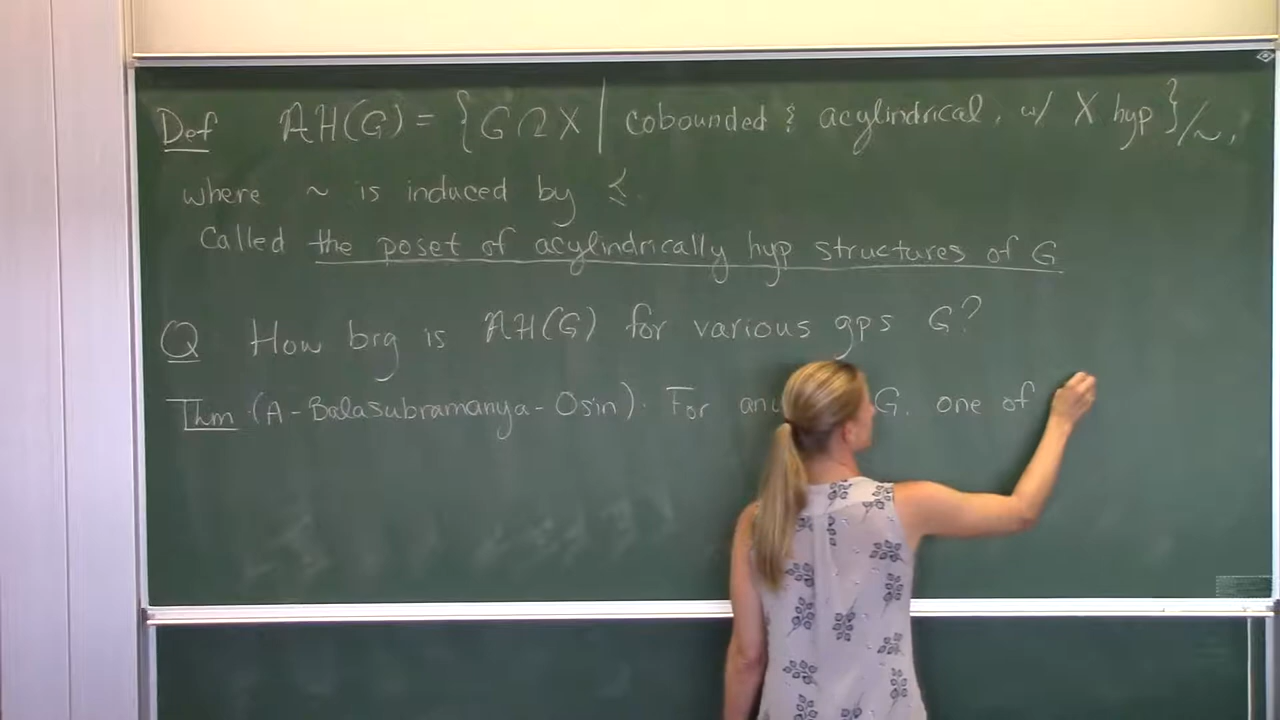 Def AH(G) = {G ↷ X | cobounded & acylindrical, w/ X hyp}/~,
where ~ is induced by ≼.
Called the poset of acylindrically hyp structures of G
Q How big is AH(G) for various gps G?
Thm (A-Balasubramanya-Osin). For any G, one of